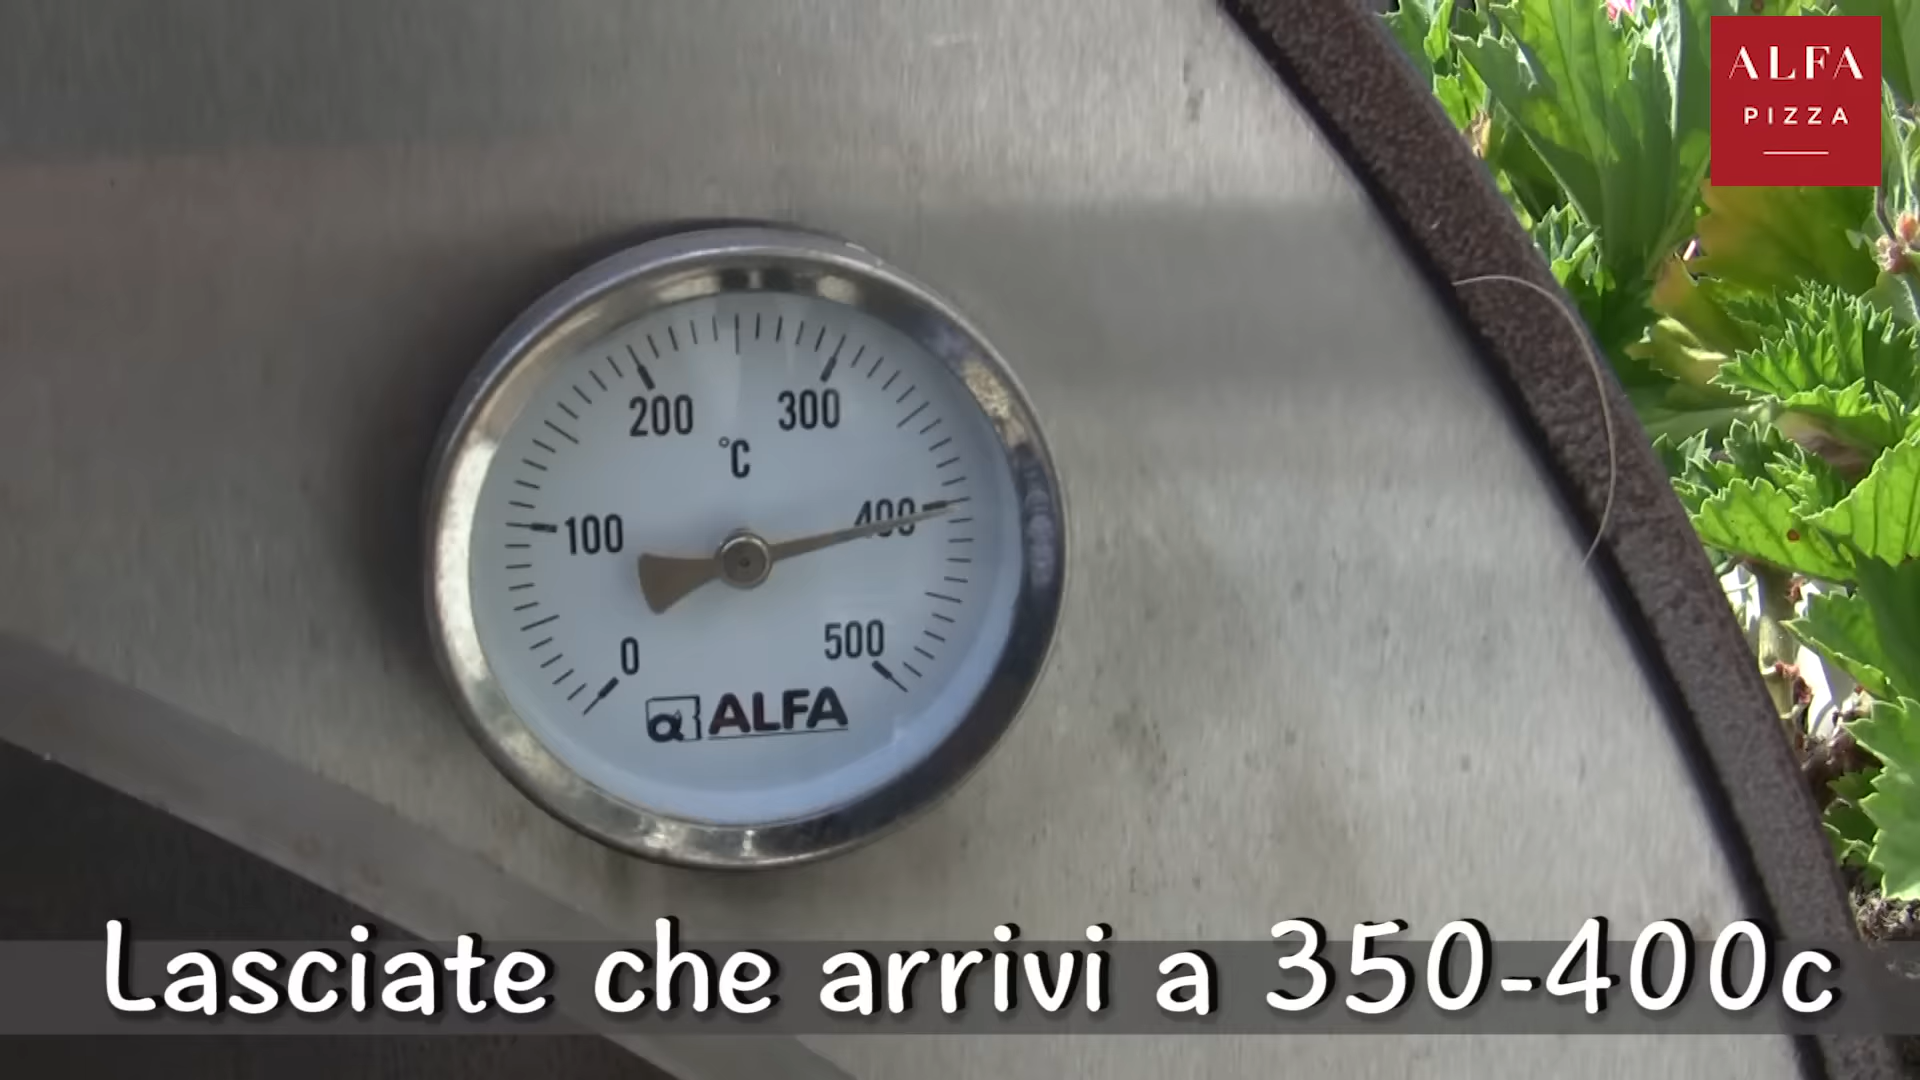 ALFA
PIZZA
200 300
°C
100 400
0 500
α ALFA
Lasciate che arrivi a 350-400c